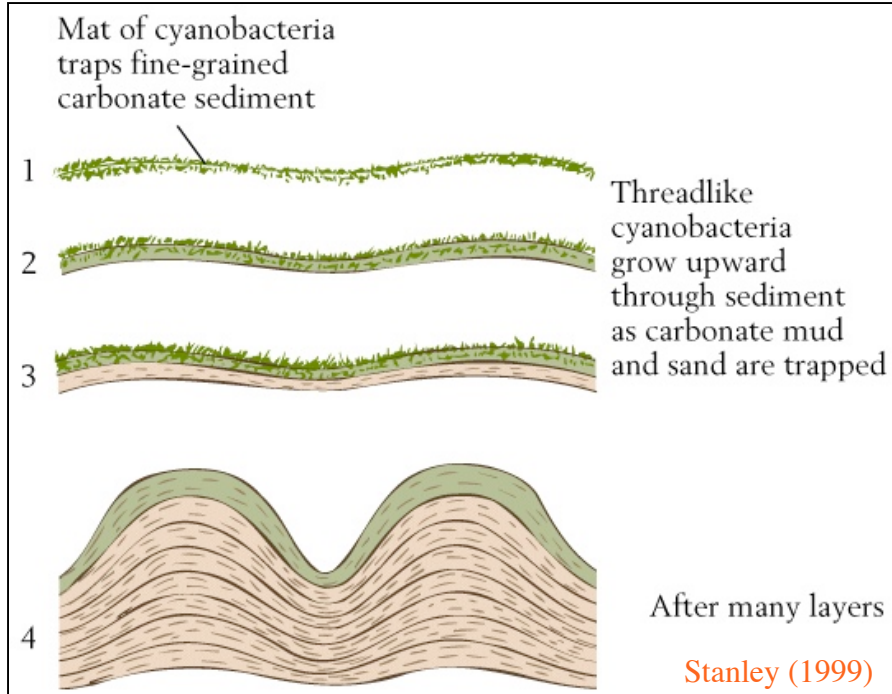 Mat of cyanobacteria
traps fine-grained
carbonate sediment
1
2
3
Threadlike
cyanobacteria
grow upward
through sediment
as carbonate mud
and sand are trapped
4
After many layers
Stanley (1999)